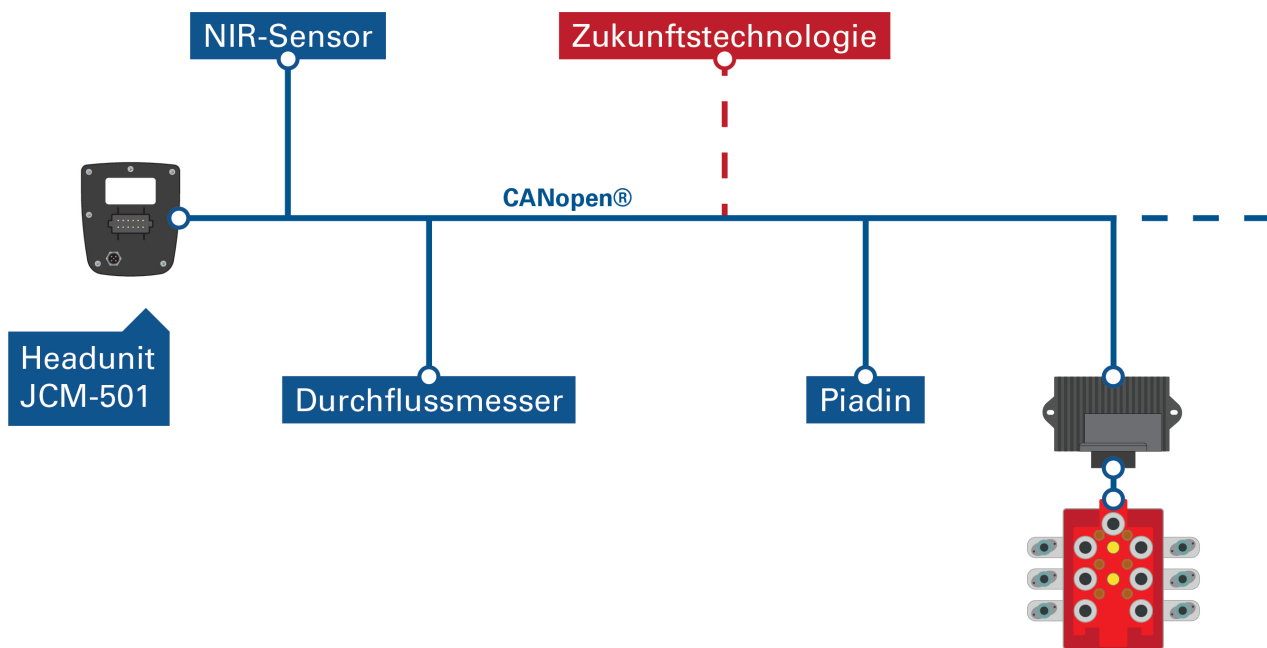 NIR-Sensor
Zukunftstechnologie
CANopen®
Headunit
JCM-501
Durchflussmesser
Piadin